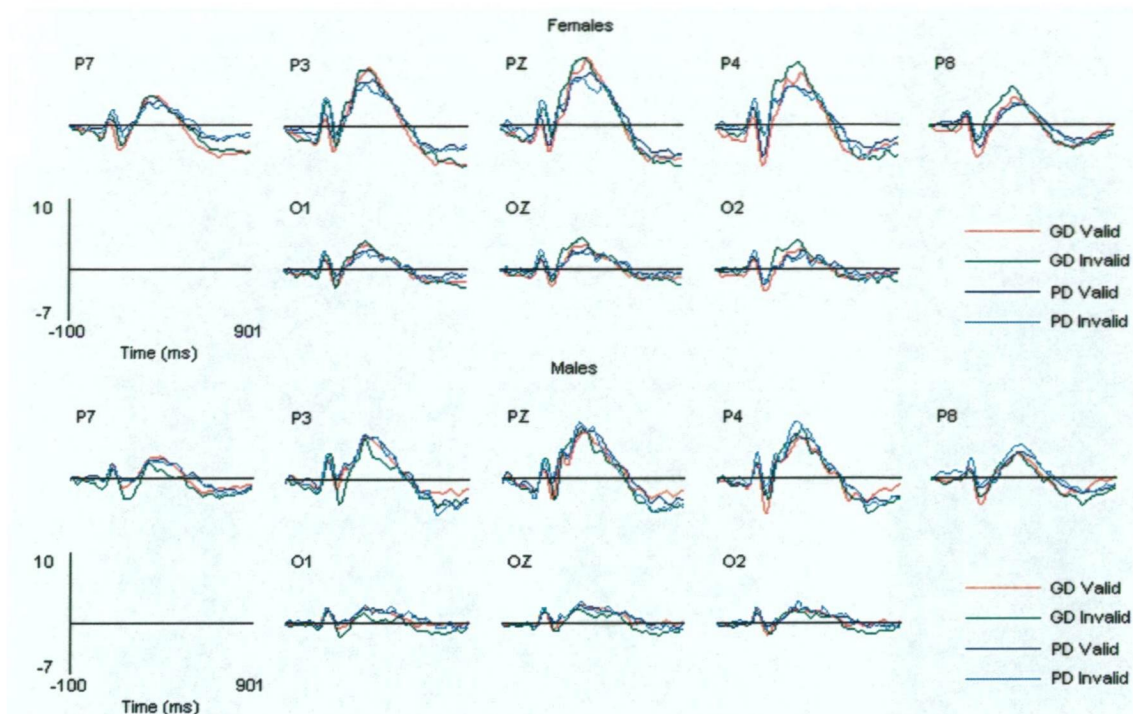 Females
P7 P3 PZ P4 P8
10 O1 OZ O2
GD Valid
GD Invalid
PD Valid
-7 PD Invalid
-100 901
Time (ms)
Males
P7 P3 PZ P4 P8
10 O1 OZ O2
GD Valid
GD Invalid
PD Valid
-7
-100 901 PD Invalid
Time (ms)